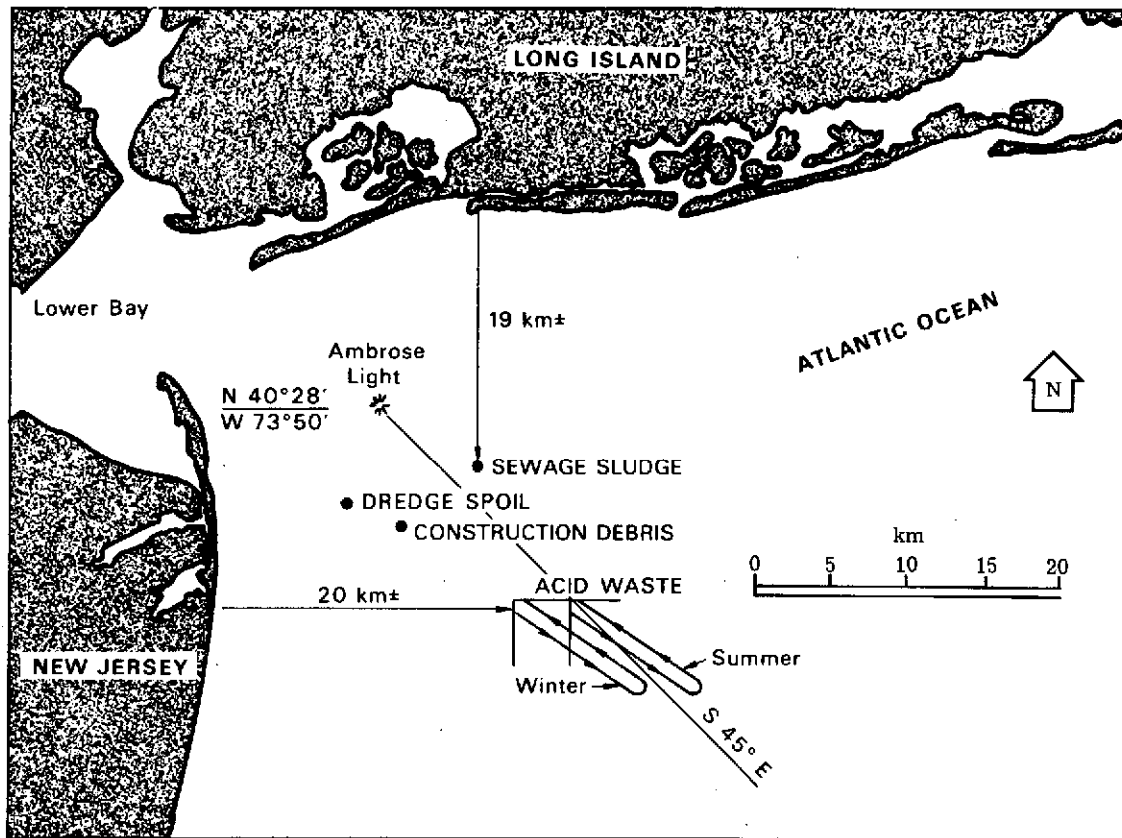 LONG ISLAND
Lower Bay
19 km±
ATLANTIC OCEAN
Ambrose
Light
N 40°28′
W 73°50′
N
SEWAGE SLUDGE
DREDGE SPOIL
CONSTRUCTION DEBRIS
km
0 5 10 15 20
ACID WASTE
20 km±
NEW JERSEY
Summer
Winter
S 45° E